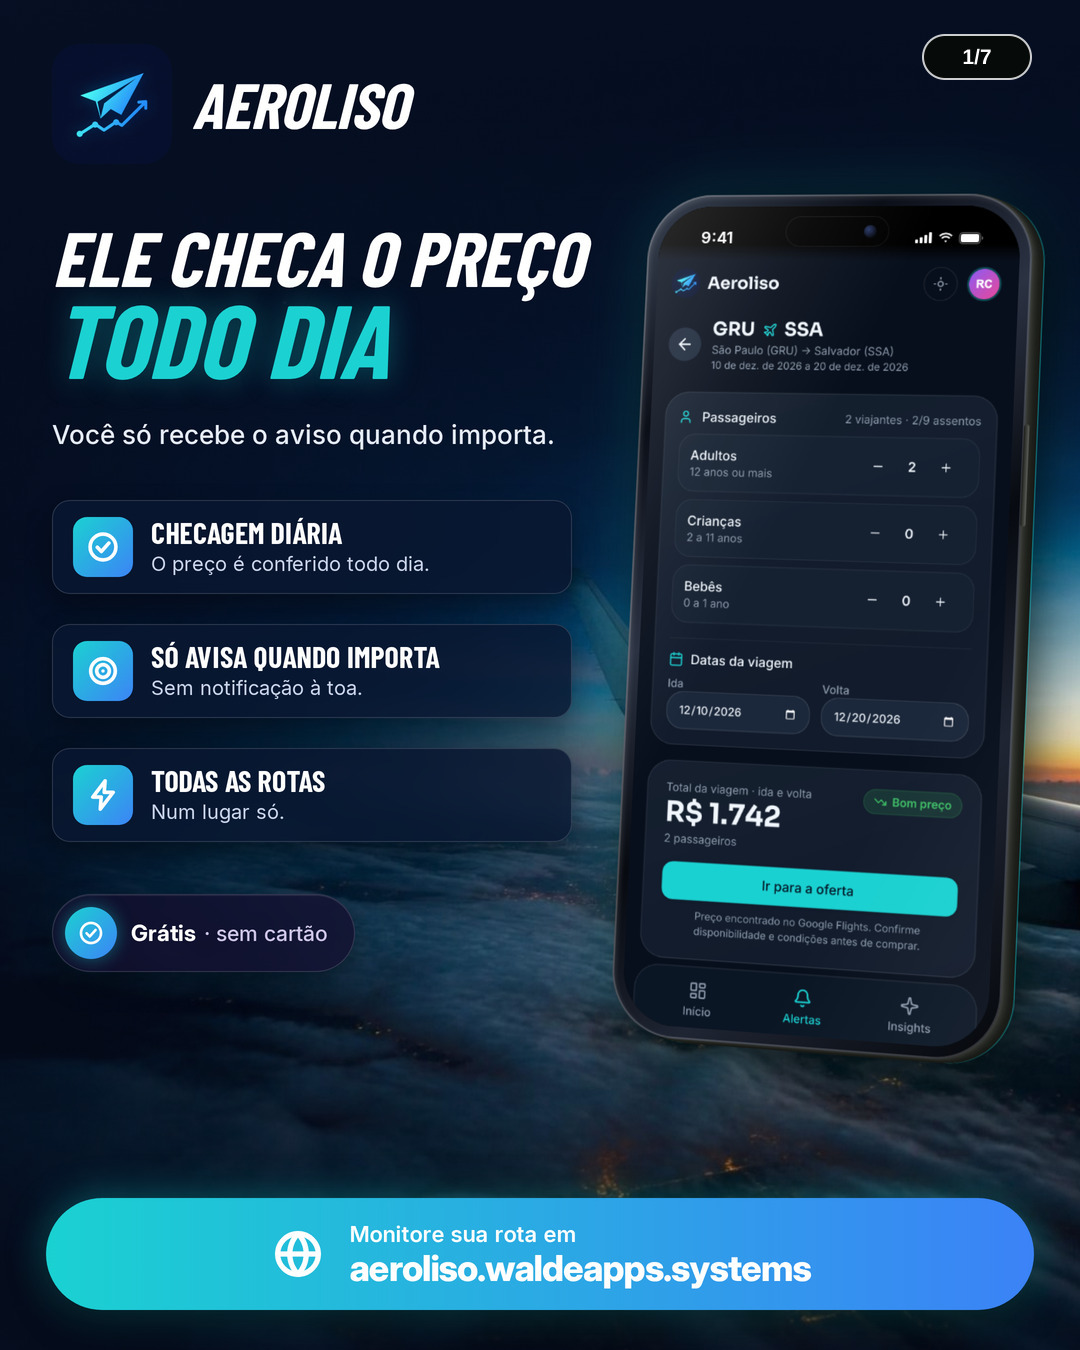 AEROLISO
1/7
ELE CHECA O PREÇO
TODO DIA
Você só recebe o aviso quando importa.
CHECAGEM DIÁRIA
O preço é conferido todo dia.
SÓ AVISA QUANDO IMPORTA
Sem notificação à toa.
TODAS AS ROTAS
Num lugar só.
Grátis · sem cartão
9:41
Aeroliso
RC
GRU SSA
São Paulo (GRU) → Salvador (SSA)
10 de dez. de 2026 a 20 de dez. de 2026
Passageiros
2 viajantes · 2/9 assentos
Adultos
12 anos ou mais
− 2 +
Crianças
2 a 11 anos
− 0 +
Bebês
0 a 1 ano
− 0 +
Datas da viagem
Ida
Volta
12/10/2026
12/20/2026
Total da viagem · ida e volta
R$ 1.742
Bom preço
2 passageiros
Ir para a oferta
Preço encontrado no Google Flights. Confirme
disponibilidade e condições antes de comprar.
Início
Alertas
Insights
Monitore sua rota em
aeroliso.waldeapps.systems